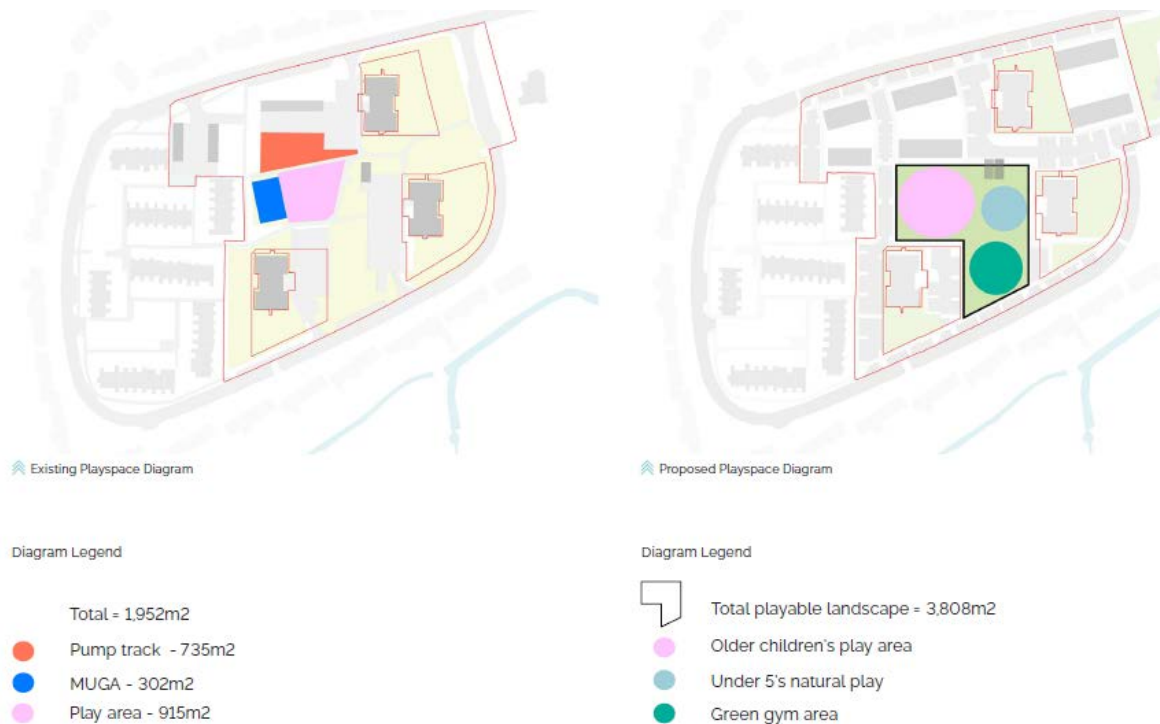 Existing Playspace Diagram
Diagram Legend
Total = 1,952m2
Pump track - 735m2
MUGA - 302m2
Play area - 915m2
Proposed Playspace Diagram
Diagram Legend
Total playable landscape = 3,808m2
Older children's play area
Under 5's natural play
Green gym area